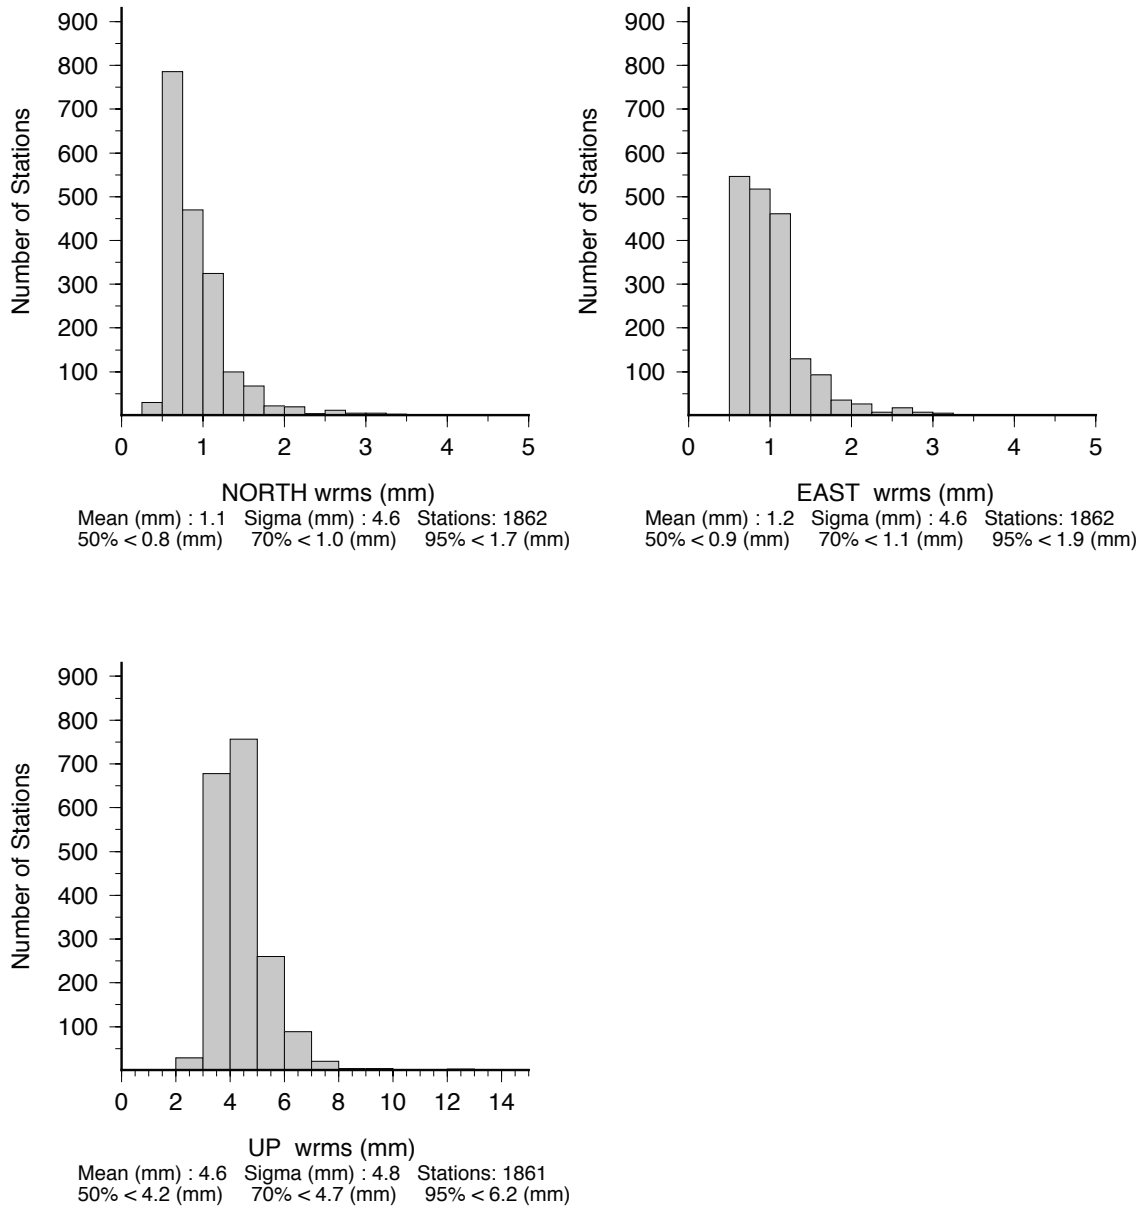 900
800
700
600
500
400
300
200
100
Number of Stations
0 1 2 3 4 5
NORTH wrms (mm)
Mean (mm) : 1.1 Sigma (mm) : 4.6 Stations: 1862
50% < 0.8 (mm) 70% < 1.0 (mm) 95% < 1.7 (mm)
900
800
700
600
500
400
300
200
100
Number of Stations
0 1 2 3 4 5
EAST wrms (mm)
Mean (mm) : 1.2 Sigma (mm) : 4.6 Stations: 1862
50% < 0.9 (mm) 70% < 1.1 (mm) 95% < 1.9 (mm)
900
800
700
600
500
400
300
200
100
Number of Stations
0 2 4 6 8 10 12 14
UP wrms (mm)
Mean (mm) : 4.6 Sigma (mm) : 4.8 Stations: 1861
50% < 4.2 (mm) 70% < 4.7 (mm) 95% < 6.2 (mm)